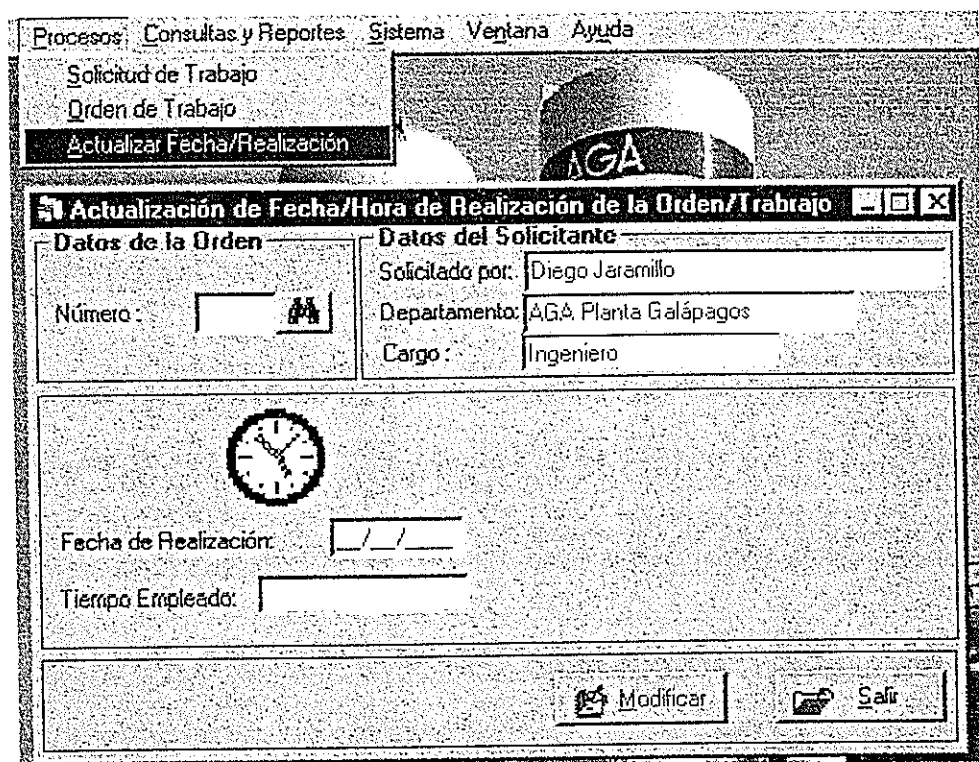 Procesos Consultas y Reportes Sistema Ventana Ayuda
Solicitud de Trabajo
Orden de Trabajo
Actualizar Fecha/Realización
AGA
Actualización de Fecha/Hora de Realización de la Orden/Trabrajo
Datos de la Orden
Número :
Datos del Solicitante
Solicitado por: Diego Jaramillo
Departamento: AGA Planta Galápagos
Cargo : Ingeniero
Fecha de Realización: __/__/____
Tiempo Empleado:
Modificar Salir